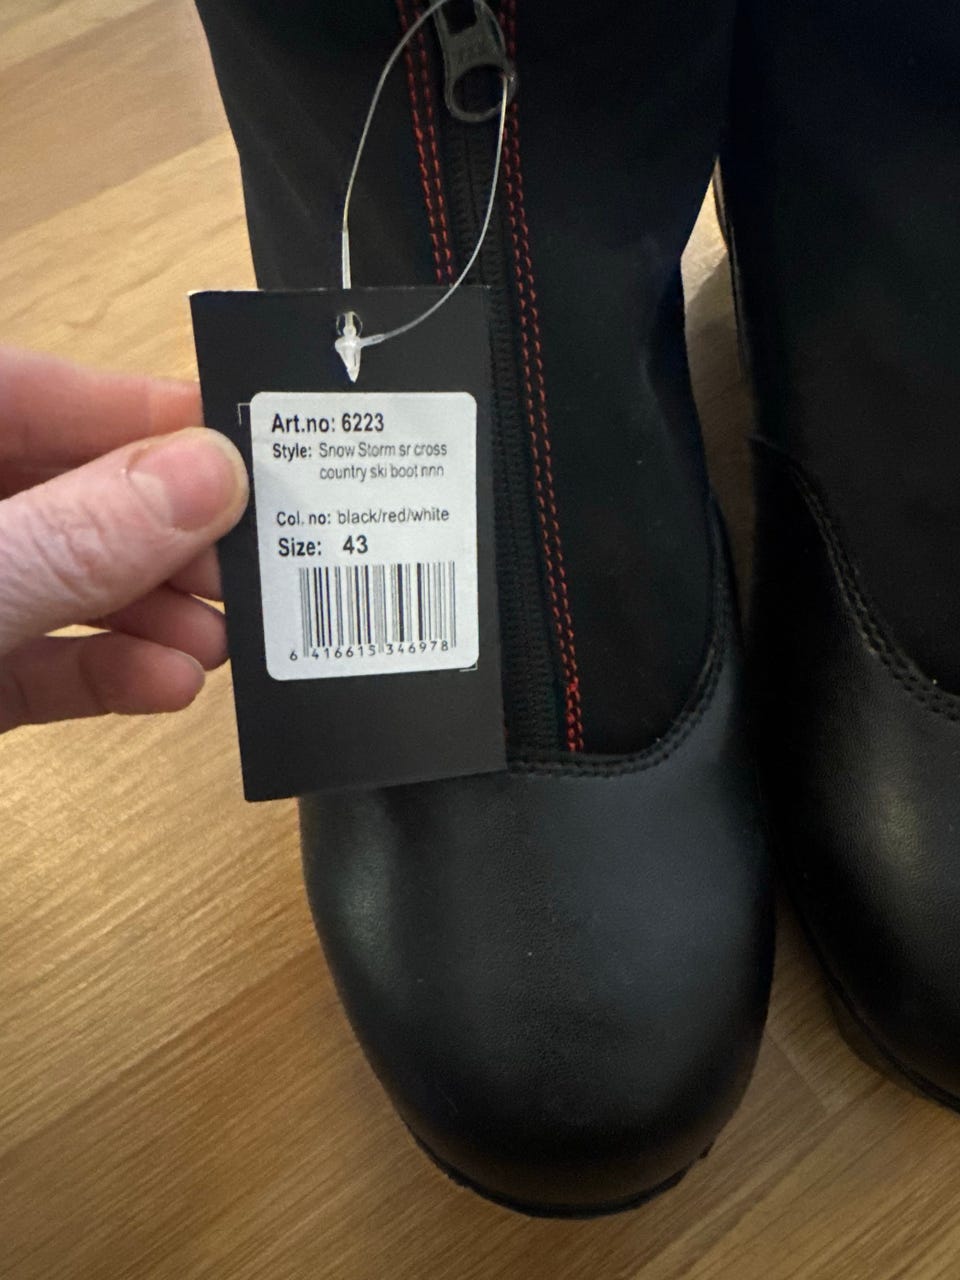 Art.no: 6223
Style: Snow Storm sr cross
country ski boot nnn
Col. no: black/red/white
Size: 43
6 416615 346978